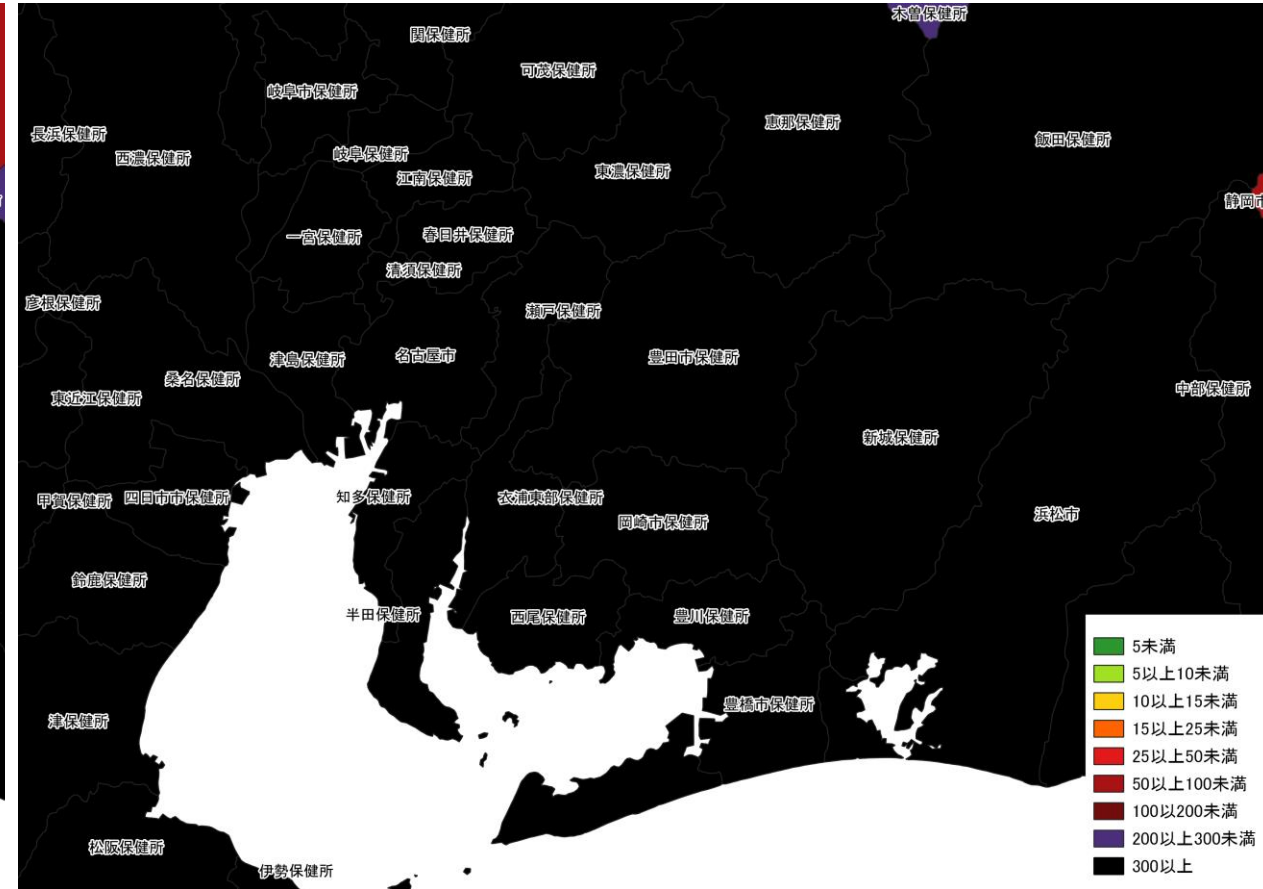 木曽保健所
関保健所
可茂保健所
岐阜市保健所
恵那保健所
長浜保健所
飯田保健所
西濃保健所
岐阜保健所
東濃保健所
江南保健所
静岡市
一宮保健所
春日井保健所
清須保健所
彦根保健所
瀬戸保健所
津島保健所
名古屋市
豊田市保健所
桑名保健所
東近江保健所
中部保健所
新城保健所
甲賀保健所
四日市市保健所
知多保健所
衣浦東部保健所
岡崎市保健所
浜松市
鈴鹿保健所
半田保健所
西尾保健所
豊川保健所
津保健所
豊橋市保健所
松阪保健所
伊勢保健所
5未満
5以上10未満
10以上15未満
15以上25未満
25以上50未満
50以上100未満
100以200未満
200以上300未満
300以上